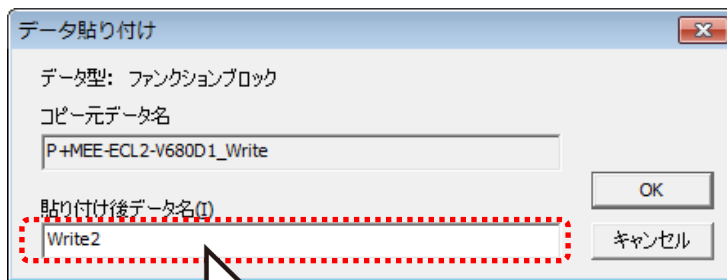 データ貼り付け
データ型: ファンクションブロック
コピー元データ名
P+MEE-ECL2-V680D1_Write
OK
貼り付け後データ名(I)
Write2
キャンセル